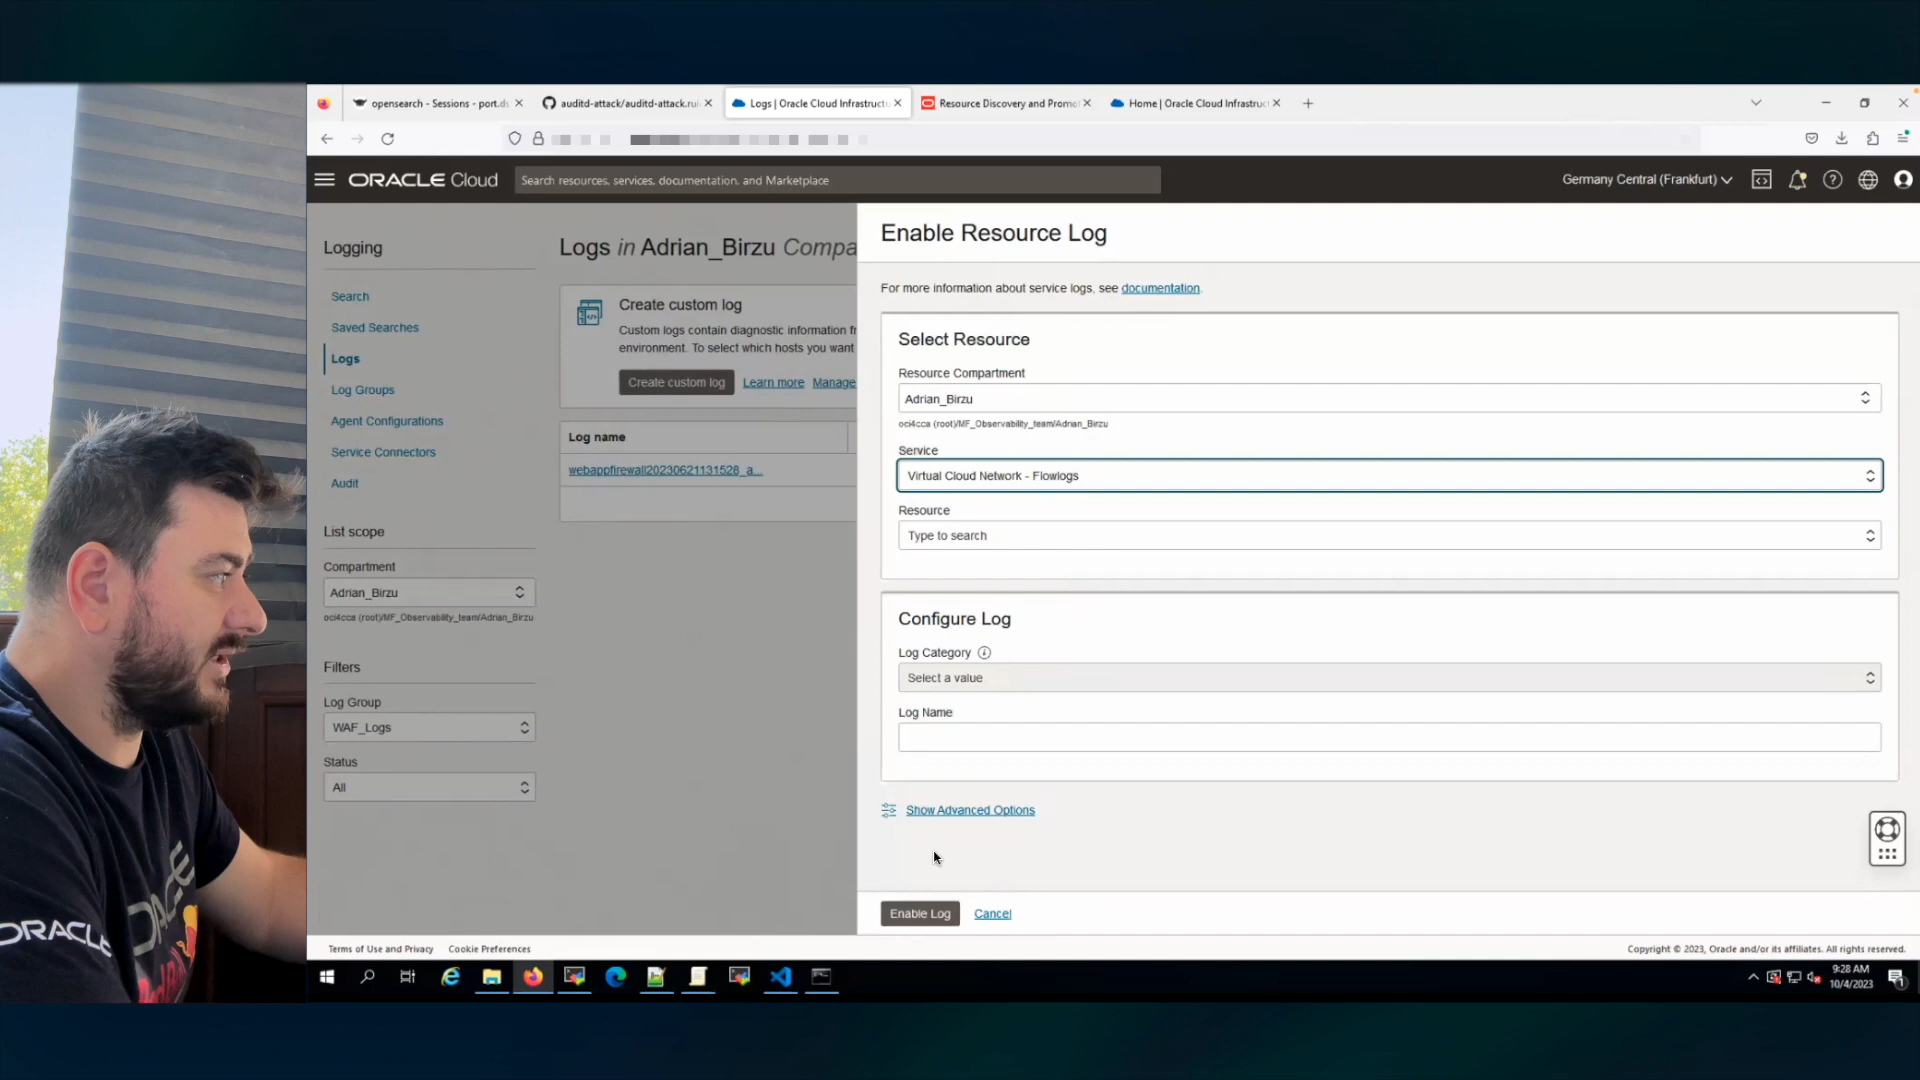 opensearch - Sessions - port.ds
auditd-attack/auditd-attack.rul
Logs | Oracle Cloud Infrastructu
Resource Discovery and Promo
Home | Oracle Cloud Infrastruc
ORACLE Cloud
Search resources, services, documentation, and Marketplace
Germany Central (Frankfurt)
Logging
Search
Saved Searches
Logs
Log Groups
Agent Configurations
Service Connectors
Audit
List scope
Compartment
Adrian_Birzu
oci4cca (root)/MF_Observability_team/Adrian_Birzu
Filters
Log Group
WAF_Logs
Status
All
Logs in Adrian_Birzu Compa
Create custom log
Custom logs contain diagnostic information fr
environment. To select which hosts you want
Create custom log Learn more Manage
Log name
webappfirewall20230621131528_a...
Enable Resource Log
For more information about service logs, see documentation.
Select Resource
Resource Compartment
Adrian_Birzu
oci4cca (root)/MF_Observability_team/Adrian_Birzu
Service
Virtual Cloud Network - Flowlogs
Resource
Type to search
Configure Log
Log Category
Select a value
Log Name
Show Advanced Options
Enable Log Cancel
Terms of Use and Privacy Cookie Preferences
Copyright © 2023, Oracle and/or its affiliates. All rights reserved.
9:28 AM
10/4/2023
1
ORACLE
ORACLE